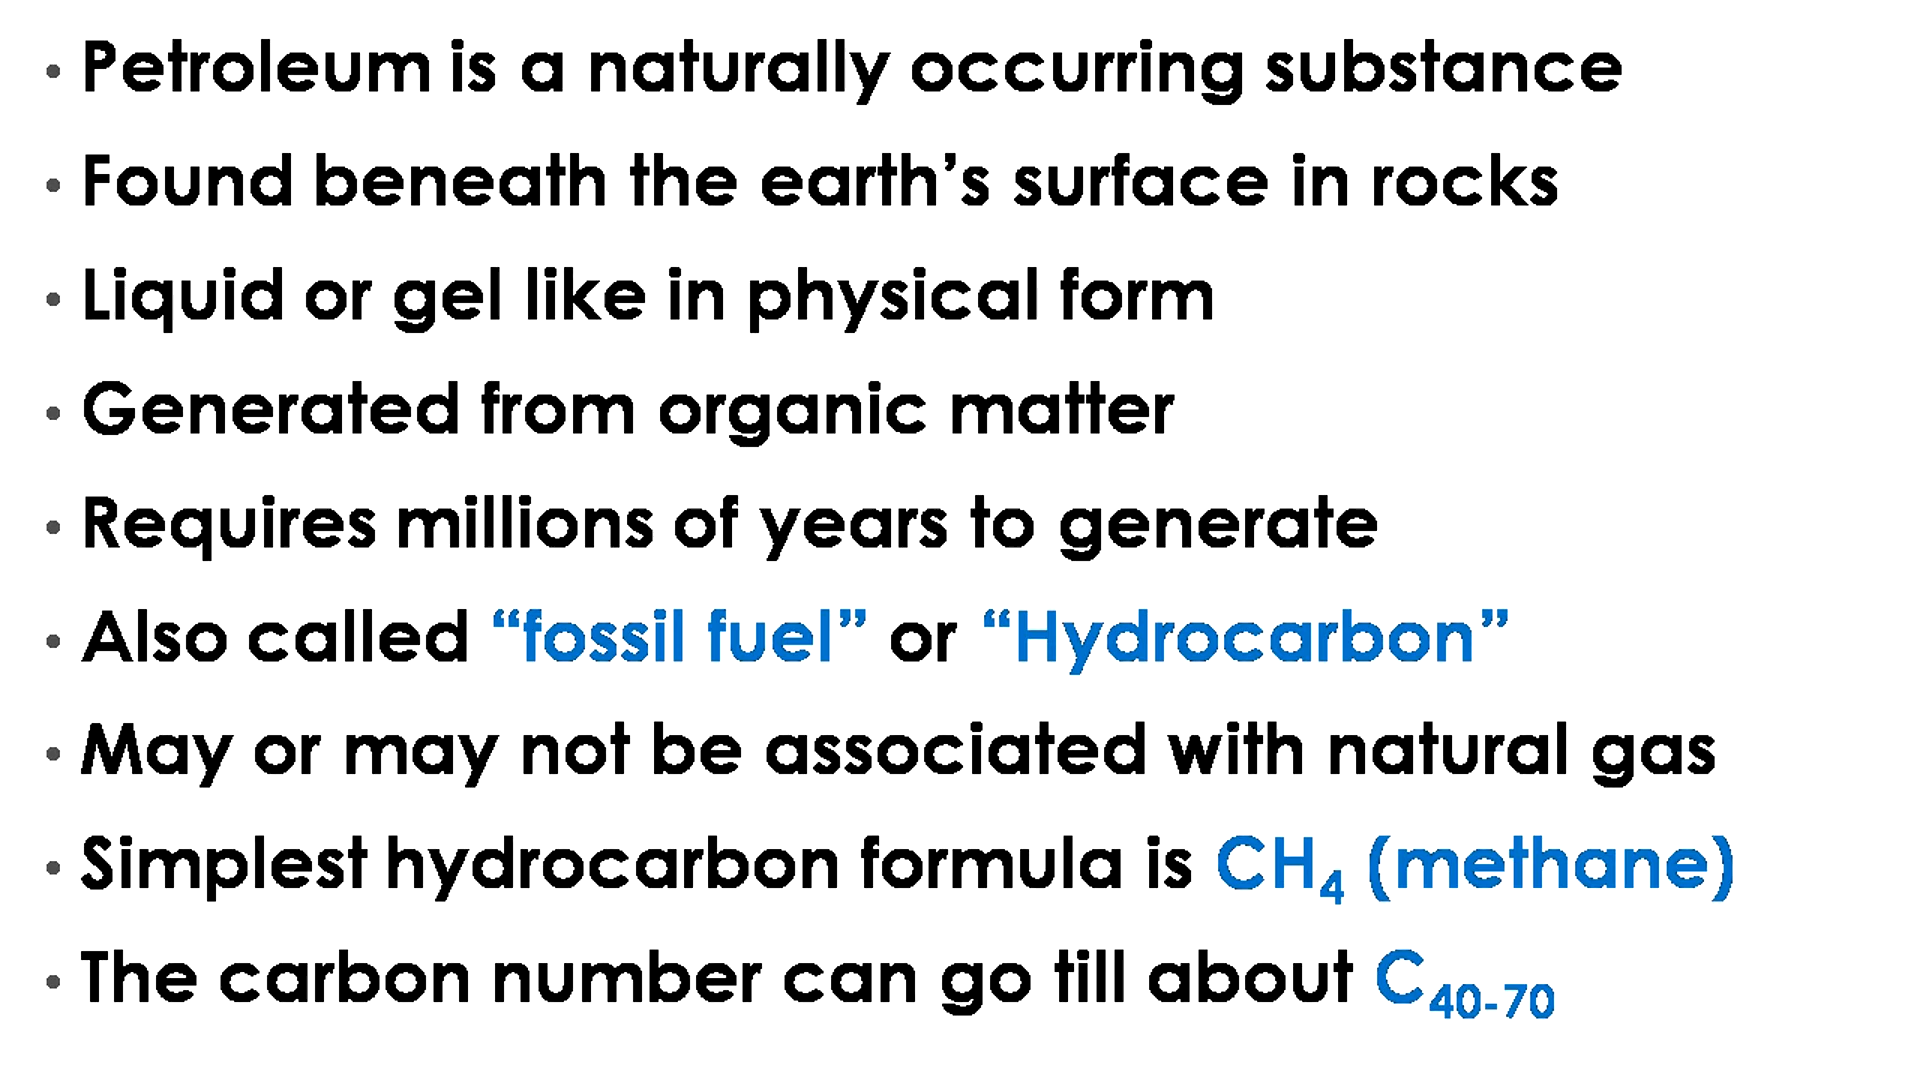 • Petroleum is a naturally occurring substance
• Found beneath the earth’s surface in rocks
• Liquid or gel like in physical form
• Generated from organic matter
• Requires millions of years to generate
• Also called “fossil fuel” or “Hydrocarbon”
• May or may not be associated with natural gas
• Simplest hydrocarbon formula is CH₄ (methane)
• The carbon number can go till about C₄₀₋₇₀